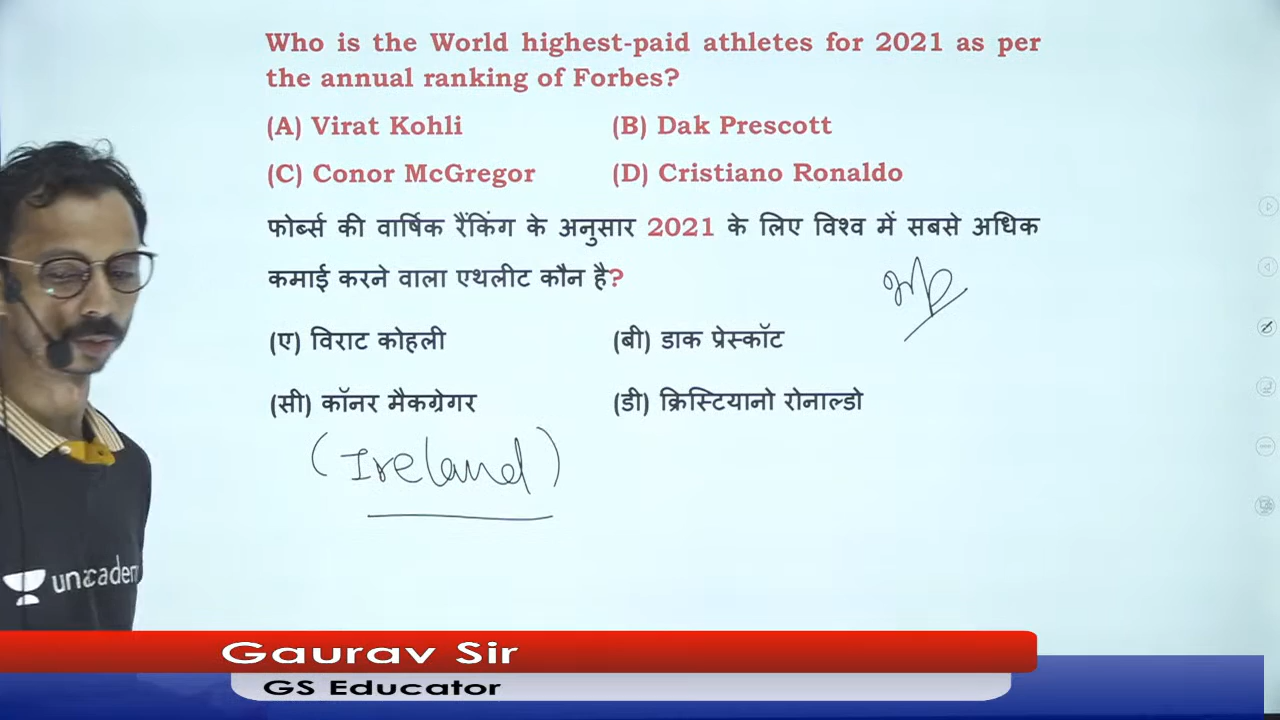 Who is the World highest-paid athletes for 2021 as per
the annual ranking of Forbes?
(A) Virat Kohli (B) Dak Prescott
(C) Conor McGregor (D) Cristiano Ronaldo
फोर्ब्स की वार्षिक रैंकिंग के अनुसार 2021 के लिए विश्व में सबसे अधिक
कमाई करने वाला एथलीट कौन है?
(ए) विराट कोहली (बी) डाक प्रेस्कॉट
(सी) कॉनर मैकग्रेगर (डी) क्रिस्टियानो रोनाल्डो
(Ireland)
unacademy
Gaurav Sir
GS Educator